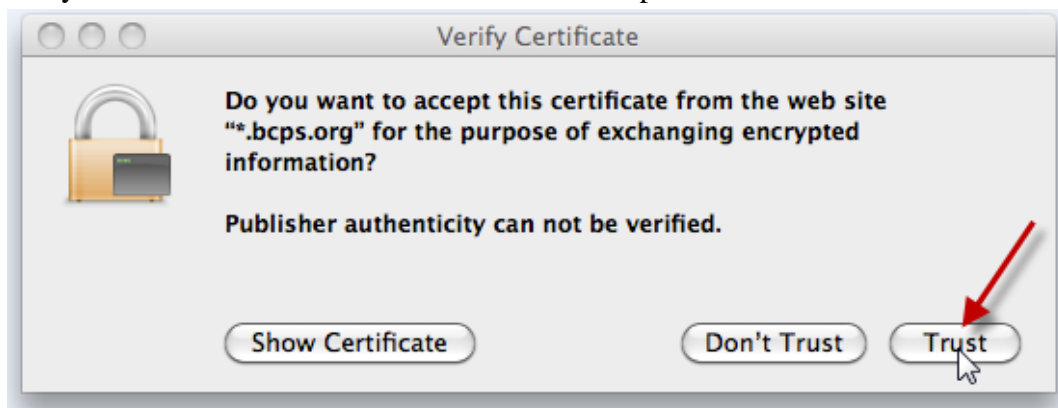 Verify Certificate
Do you want to accept this certificate from the web site
“*.bcps.org” for the purpose of exchanging encrypted
information?
Publisher authenticity can not be verified.
Show Certificate
Don't Trust
Trust